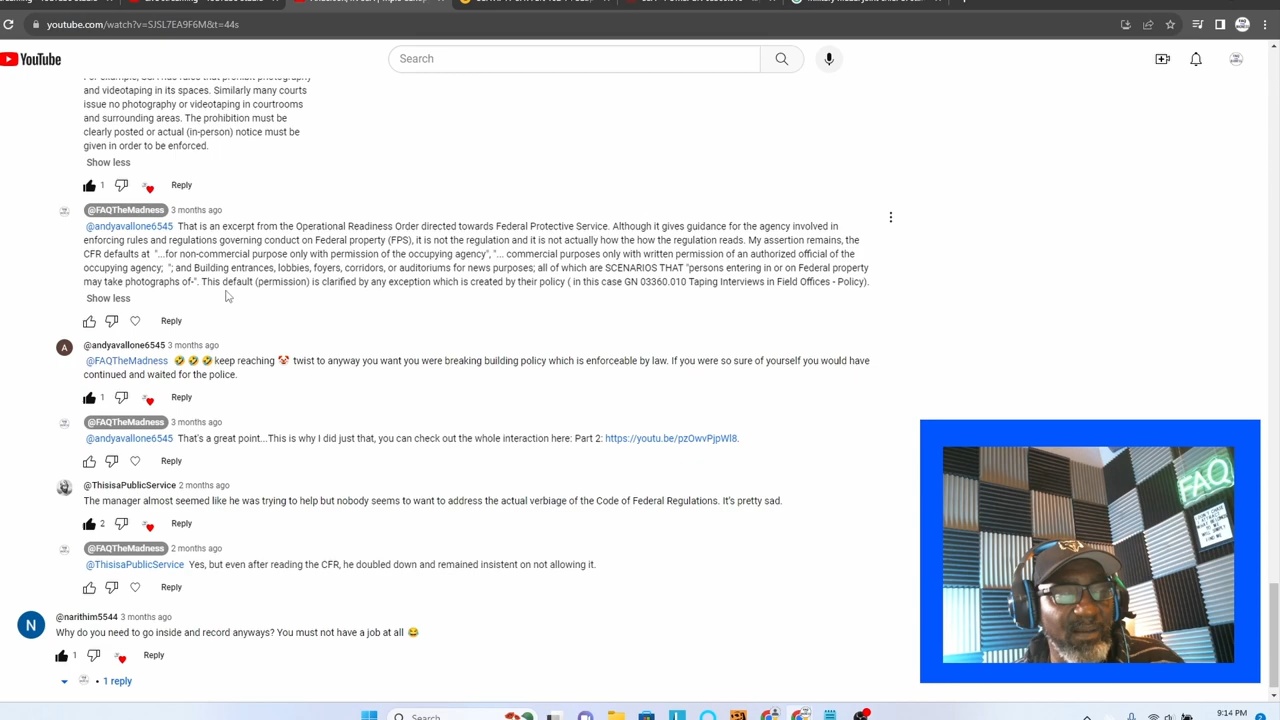 youtube.com/watch?v=SJSL7EA9F6M&t=44s
YouTube
Search
and videotaping in its spaces. Similarly many courts
issue no photography or videotaping in courtrooms
and surrounding areas. The prohibition must be
clearly posted or actual (in-person) notice must be
given in order to be enforced.
Show less
1 Reply
@FAQTheMadness 3 months ago
@andyavallone6545 That is an excerpt from the Operational Readiness Order directed towards Federal Protective Service. Although it gives guidance for the agency involved in
enforcing rules and regulations governing conduct on Federal property (FPS), it is not the regulation and it is not actually how the how the regulation reads. My assertion remains, the
CFR defaults at "...for non-commercial purpose only with permission of the occupying agency", "... commercial purposes only with written permission of an authorized official of the
occupying agency; "; and Building entrances, lobbies, foyers, corridors, or auditoriums for news purposes; all of which are SCENARIOS THAT "persons entering in or on Federal property
may take photographs of-". This default (permission) is clarified by any exception which is created by their policy ( in this case GN 03360.010 Taping Interviews in Field Offices - Policy).
Show less
Reply
@andyavallone6545 3 months ago
A
@FAQTheMadness 🤣 🤣 🤣 keep reaching 🤡 twist to anyway you want you were breaking building policy which is enforceable by law. If you were so sure of yourself you would have
continued and waited for the police.
1 Reply
@FAQTheMadness 3 months ago
@andyavallone6545 That's a great point...This is why I did just that, you can check out the whole interaction here: Part 2: https://youtu.be/pzOwvPjpWl8.
Reply
@ThisisaPublicService 2 months ago
The manager almost seemed like he was trying to help but nobody seems to want to address the actual verbiage of the Code of Federal Regulations. It's pretty sad.
2 Reply
@FAQTheMadness 2 months ago
@ThisisaPublicService Yes, but even after reading the CFR, he doubled down and remained insistent on not allowing it.
Reply
@narithim5544 3 months ago
N
Why do you need to go inside and record anyways? You must not have a job at all 😂
1 Reply
1 reply
FAQ
Search
9:14 PM